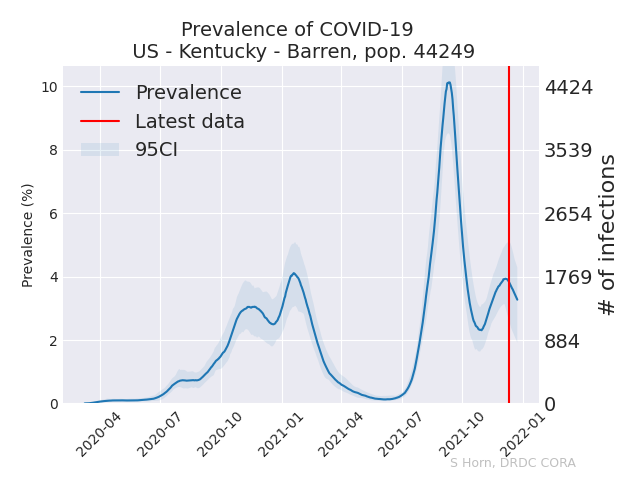 Prevalence of COVID-19
US - Kentucky - Barren, pop. 44249
Prevalence
Latest data
95CI
Prevalence (%)
10
8
6
4
2
0
4424
3539
2654
1769
884
0
# of infections
2020-04
2020-07
2020-10
2021-01
2021-04
2021-07
2021-10
2022-01
S Horn, DRDC CORA